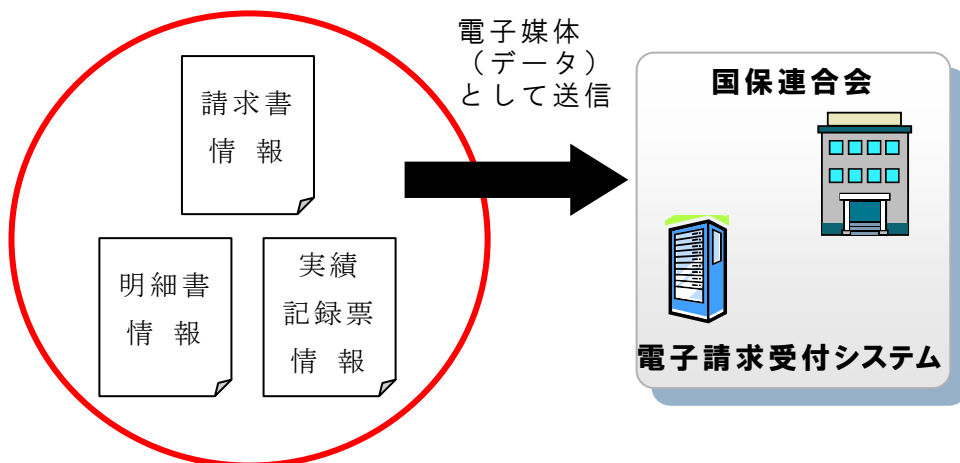 電子媒体
（データ）
として送信
請求書
情 報
明細書
情 報
実績
記録票
情 報
国保連合会
電子請求受付システム